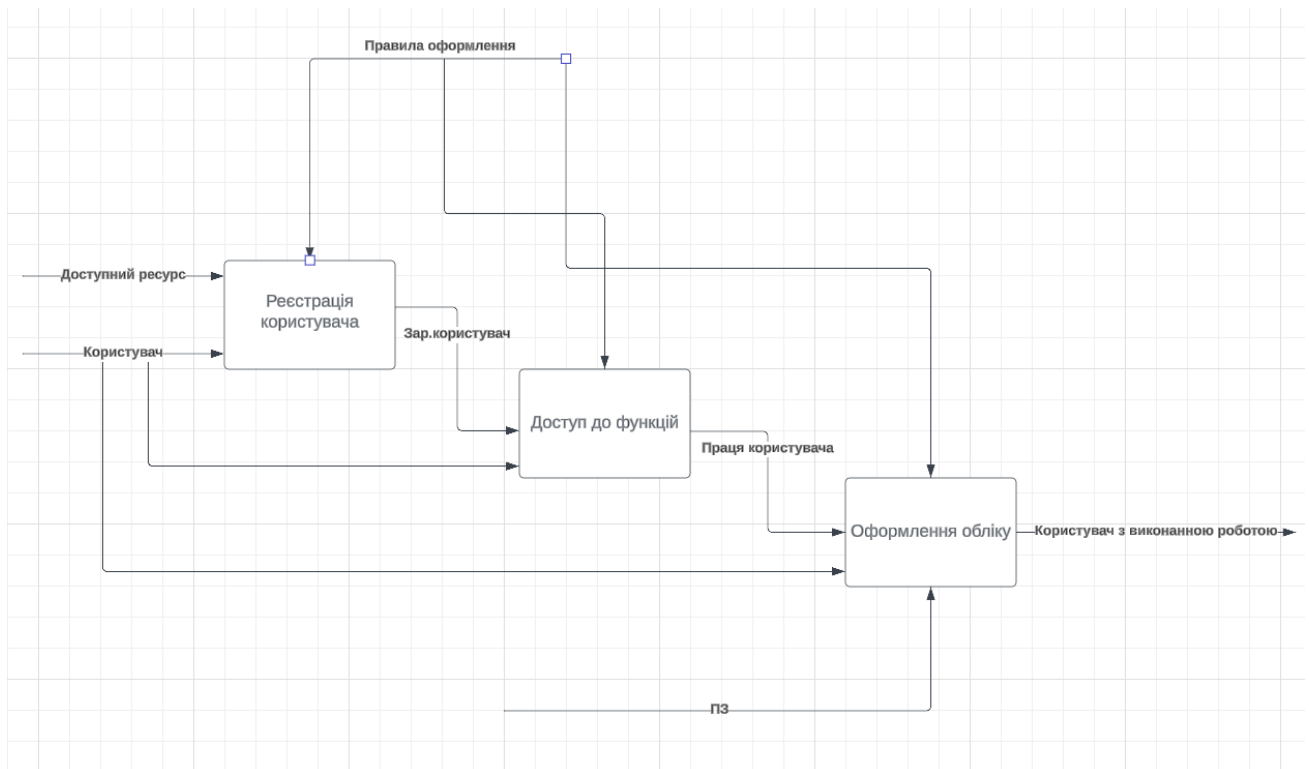 Правила оформлення
Доступний ресурс
Реєстрація
користувача
Зар.користувач
Користувач
Доступ до функцій
Праця користувача
Оформлення обліку
Користувач з виконанною роботою
ПЗ